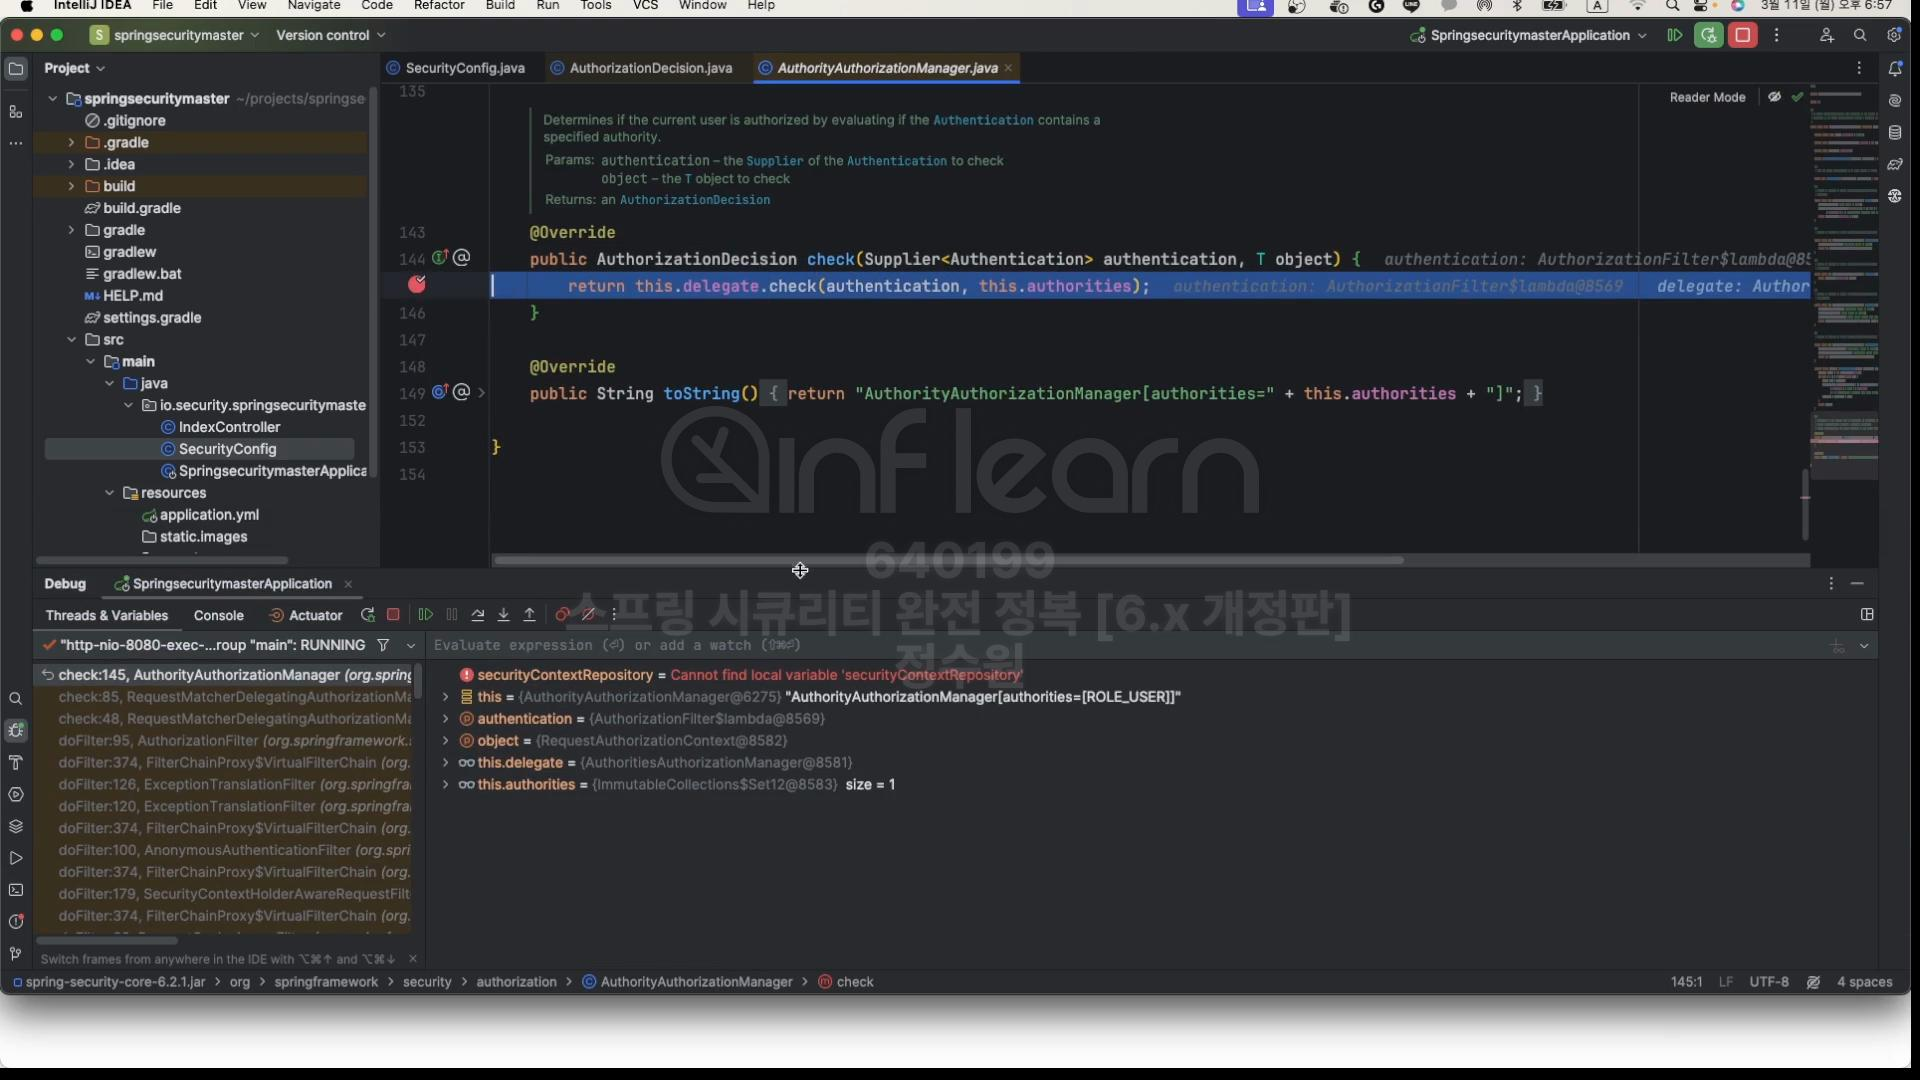 IntelliJ IDEA File Edit View Navigate Code Refactor Build Run Tools VCS Window Help A 3월 11일 (월) 오후 6:57
S springsecuritymaster Version control SpringsecuritymasterApplication
Project
SecurityConfig.java AuthorizationDecision.java AuthorityAuthorizationManager.java
springsecuritymaster ~/projects/springse
.gitignore
.gradle
.idea
build
build.gradle
gradle
gradlew
gradlew.bat
HELP.md
settings.gradle
src
main
java
io.security.springsecuritymaste
IndexController
SecurityConfig
SpringsecuritymasterApplica
resources
application.yml
static.images
Reader Mode
135
Determines if the current user is authorized by evaluating if the Authentication contains a
specified authority.
Params: authentication – the Supplier of the Authentication to check
object – the T object to check
Returns: an AuthorizationDecision
143 @Override
144 public AuthorizationDecision check(Supplier<Authentication> authentication, T object) { authentication: AuthorizationFilter$lambda@85
return this.delegate.check(authentication, this.authorities); authentication: AuthorizationFilter$lambda@8569 delegate: Author
146 }
147
148 @Override
149 public String toString() { return "AuthorityAuthorizationManager[authorities=" + this.authorities + "]"; }
152
153 }
154
inflearn
640199
스프링 시큐리티 완전 정복 [6.x 개정판]
정수원
Debug SpringsecuritymasterApplication
Threads & Variables Console Actuator
"http-nio-8080-exec-...roup "main": RUNNING
Evaluate expression (⏎) or add a watch (⇧⌘⏎)
check:145, AuthorityAuthorizationManager (org.spring
check:85, RequestMatcherDelegatingAuthorizationMa
check:48, RequestMatcherDelegatingAuthorizationMa
doFilter:95, AuthorizationFilter (org.springframework.
doFilter:374, FilterChainProxy$VirtualFilterChain (org.
doFilter:126, ExceptionTranslationFilter (org.springfra
doFilter:120, ExceptionTranslationFilter (org.springfra
doFilter:374, FilterChainProxy$VirtualFilterChain (org.
doFilter:100, AnonymousAuthenticationFilter (org.spri
doFilter:374, FilterChainProxy$VirtualFilterChain (org.
doFilter:179, SecurityContextHolderAwareRequestFilt
doFilter:374, FilterChainProxy$VirtualFilterChain (org.
securityContextRepository = Cannot find local variable 'securityContextRepository'
this = {AuthorityAuthorizationManager@6275} "AuthorityAuthorizationManager[authorities=[ROLE_USER]]"
authentication = {AuthorizationFilter$lambda@8569}
object = {RequestAuthorizationContext@8582}
this.delegate = {AuthoritiesAuthorizationManager@8581}
this.authorities = {ImmutableCollections$Set12@8583} size = 1
Switch frames from anywhere in the IDE with ⌥⌘↑ and ⌥⌘↓
spring-security-core-6.2.1.jar > org > springframework > security > authorization > AuthorityAuthorizationManager > check
145:1 LF UTF-8 4 spaces